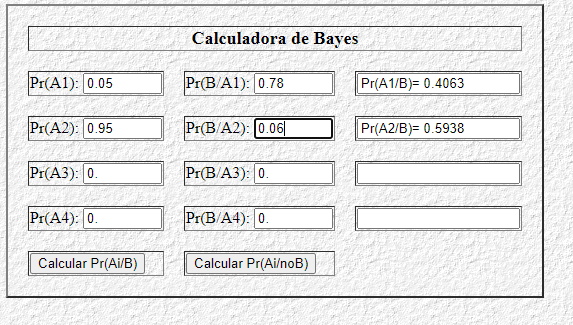 Calculadora de Bayes
Pr(A1): 0.05 Pr(B/A1): 0.78 Pr(A1/B)= 0.4063
Pr(A2): 0.95 Pr(B/A2): 0.06 Pr(A2/B)= 0.5938
Pr(A3): 0. Pr(B/A3): 0.
Pr(A4): 0. Pr(B/A4): 0.
Calcular Pr(Ai/B) Calcular Pr(Ai/noB)